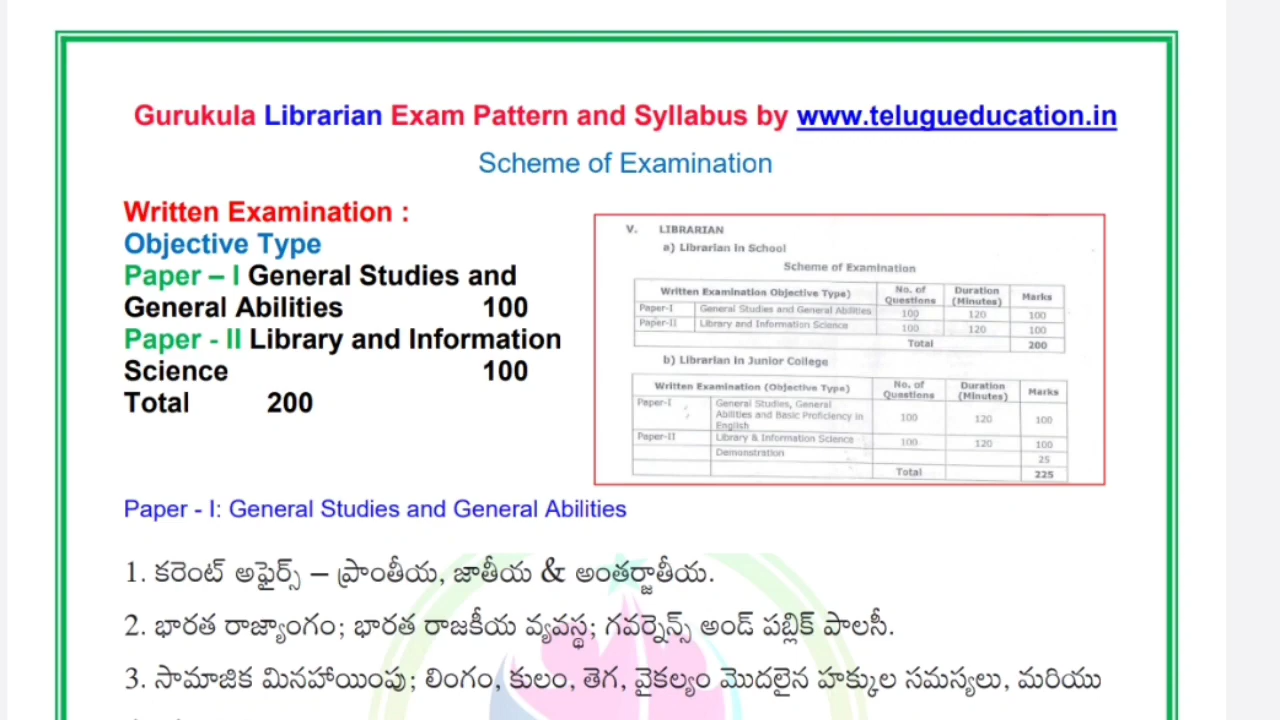 Gurukula Librarian Exam Pattern and Syllabus by www.telugueducation.in
Scheme of Examination
Written Examination :
Objective Type
Paper – I General Studies and
General Abilities 100
Paper - II Library and Information
Science 100
Total 200
V. LIBRARIAN
a) Librarian in School
Scheme of Examination
Written Examination Objective Type) No. of Questions Duration (Minutes) Marks
Paper-I General Studies and General Abilities 100 120 100
Paper-II Library and Information Science 100 120 100
Total 200
b) Librarian in Junior College
Written Examination (Objective Type) No. of Questions Duration (Minutes) Marks
Paper-I General Studies, General Abilities and Basic Proficiency in English 100 120 100
Paper-II Library & Information Science 100 120 100
Demonstration 25
Total 225
Paper - I: General Studies and General Abilities
1. కరెంట్ అఫైర్స్ – ప్రాంతీయ, జాతీయ & అంతర్జాతీయ.
2. భారత రాజ్యాంగం; భారత రాజకీయ వ్యవస్థ; గవర్నెన్స్ అండ్ పబ్లిక్ పాలసీ.
3. సామాజిక మినహాయింపు; లింగం, కులం, తెగ, వైకల్యం మొదలైన హక్కుల సమస్యలు, మరియు